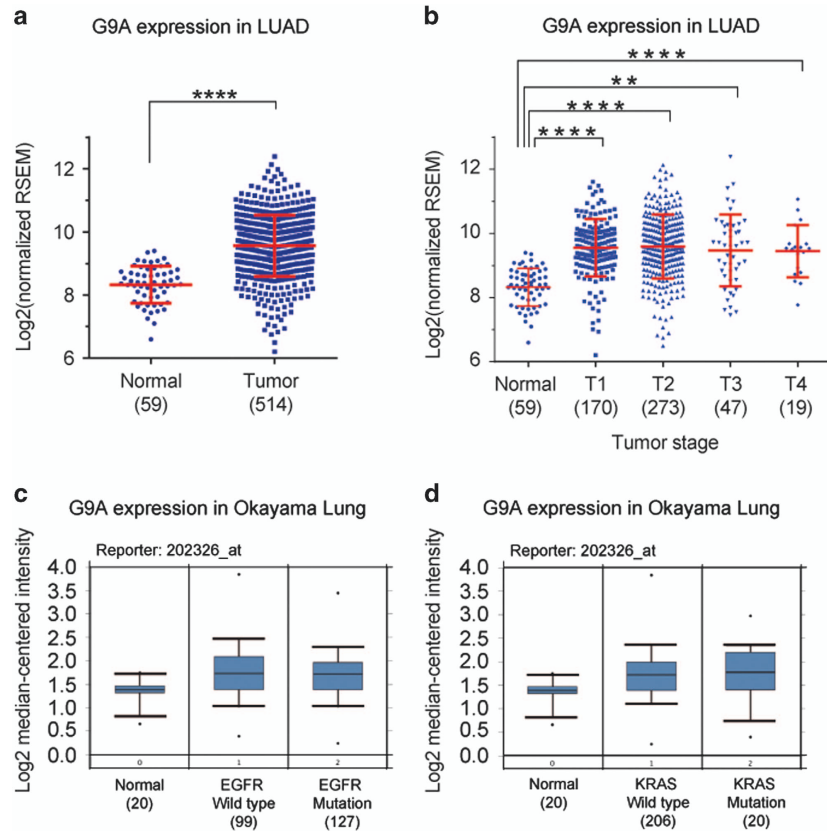 a
G9A expression in LUAD
****
Log2(normalized RSEM)
12
10
8
6
Normal
(59)
Tumor
(514)
b
G9A expression in LUAD
****
**
****
****
Log2(normalized RSEM)
12
10
8
6
Normal
(59)
T1
(170)
T2
(273)
T3
(47)
T4
(19)
Tumor stage
c
G9A expression in Okayama Lung
Reporter: 202326_at
Log2 median-centered intensity
4.0
3.5
3.0
2.5
2.0
1.5
1.0
0.5
0.0
0
1
2
Normal
(20)
EGFR
Wild type
(99)
EGFR
Mutation
(127)
d
G9A expression in Okayama Lung
Reporter: 202326_at
Log2 median-centered intensity
4.0
3.5
3.0
2.5
2.0
1.5
1.0
0.5
0.0
0
1
2
Normal
(20)
KRAS
Wild type
(206)
KRAS
Mutation
(20)